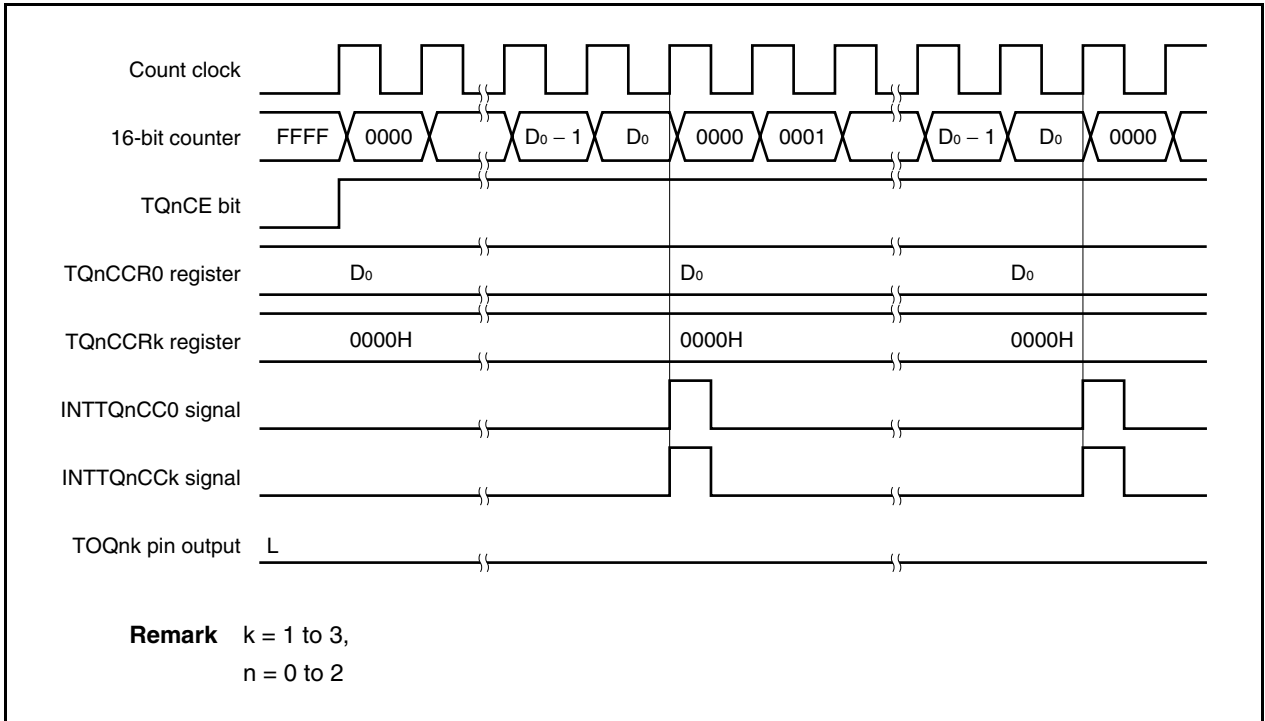 Count clock
16-bit counter FFFF 0000 D0 − 1 D0 0000 0001 D0 − 1 D0 0000
TQnCE bit
TQnCCR0 register D0 D0 D0
TQnCCRk register 0000H 0000H 0000H
INTTQnCC0 signal
INTTQnCCk signal
TOQnk pin output L
Remark k = 1 to 3,
n = 0 to 2